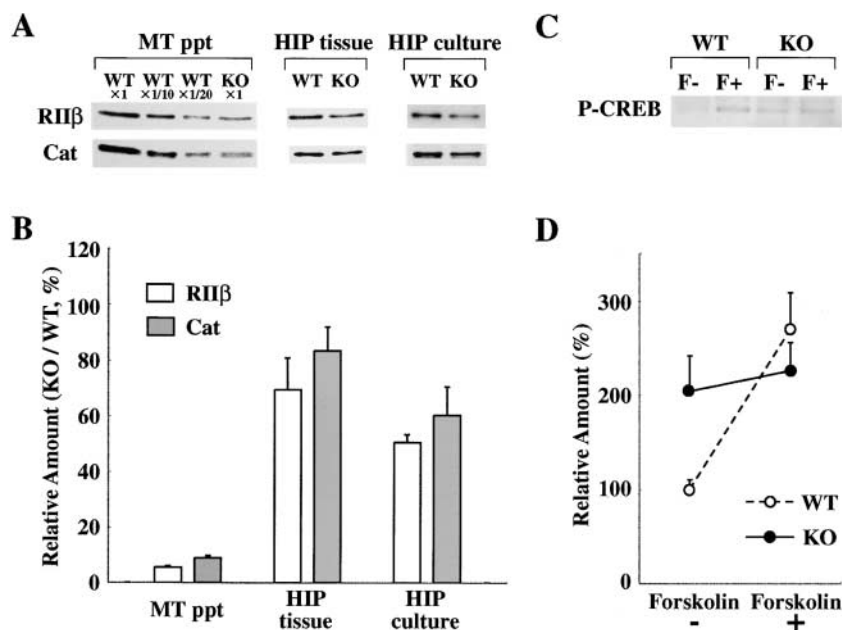 A
MT ppt HIP tissue HIP culture
WT WT WT KO WT KO WT KO
×1 ×1/10 ×1/20 ×1
RIIβ
Cat
C
WT KO
F- F+ F- F+
P-CREB
B
Relative Amount (KO / WT, %)
120
100
80
60
40
20
0
RIIβ
Cat
MT ppt HIP tissue HIP culture
D
Relative Amount (%)
300
200
100
0
WT
KO
Forskolin Forskolin
- +